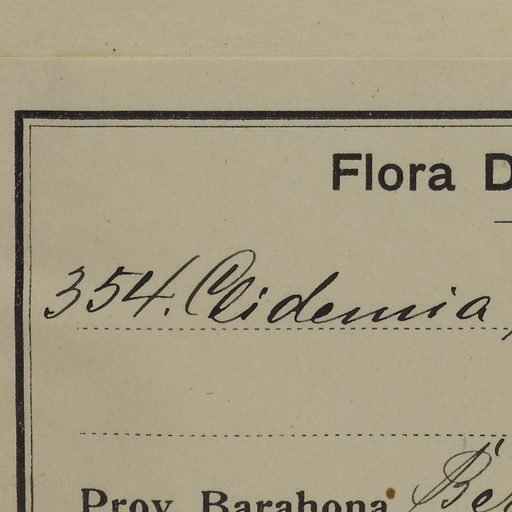 Flora D
354. Clidemia
Prov. Barahona